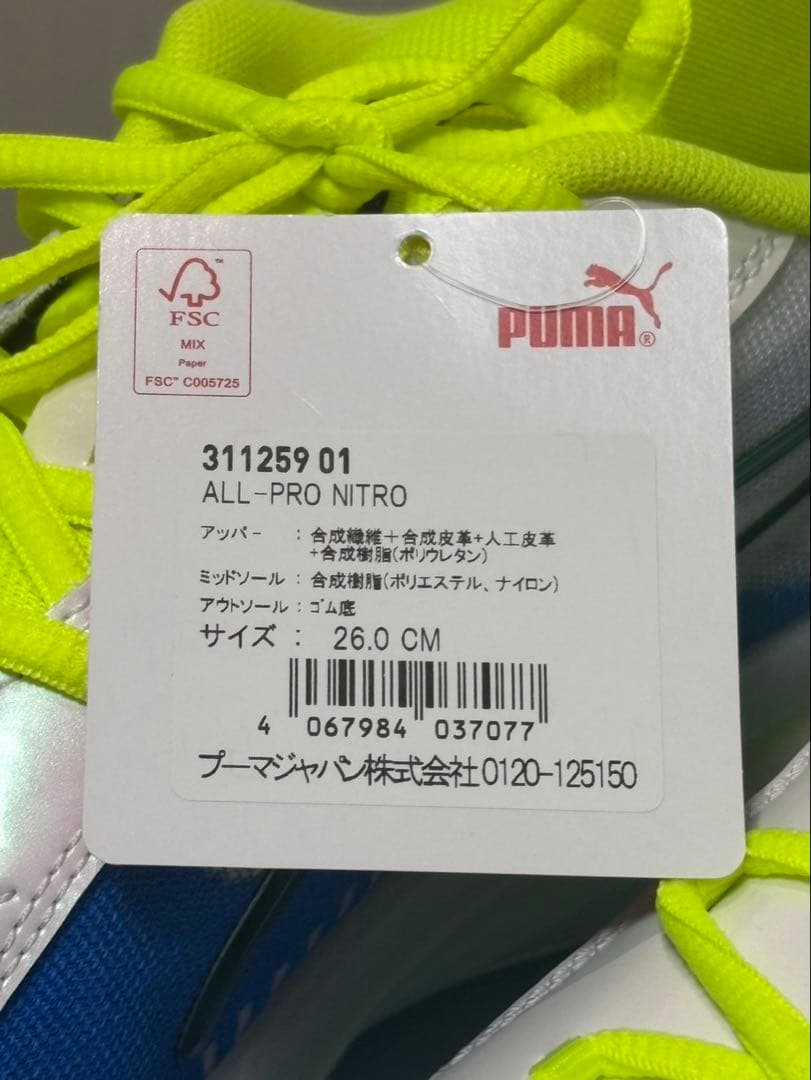 FSC
MIX
Paper
FSC™ C005725
PUMA®
311259 01
ALL-PRO NITRO
アッパー : 合成繊維+合成皮革+人工皮革
+合成樹脂(ポリウレタン)
ミッドソール : 合成樹脂(ポリエステル、ナイロン)
アウトソール : ゴム底
サイズ : 26.0 CM
4 067984 037077
プーマジャパン株式会社0120-125150